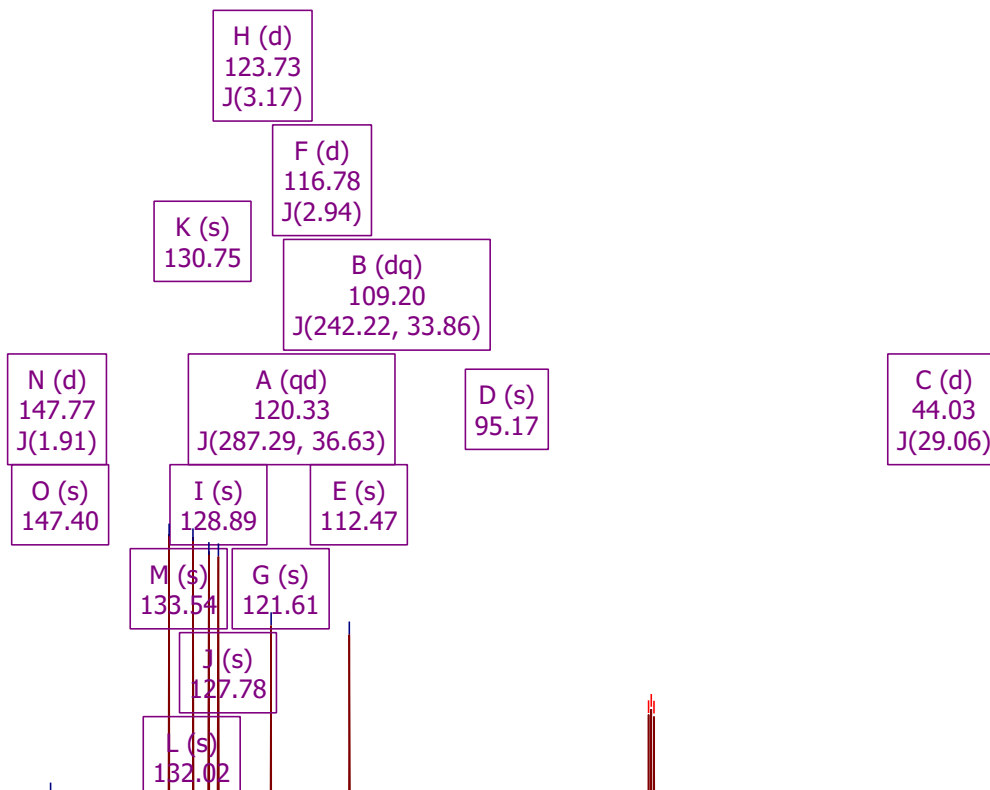 H (d)
123.73
J(3.17)
F (d)
116.78
J(2.94)
K (s)
130.75
B (dq)
109.20
J(242.22, 33.86)
N (d)
147.77
J(1.91)
A (qd)
120.33
J(287.29, 36.63)
D (s)
95.17
C (d)
44.03
J(29.06)
O (s)
147.40
I (s)
128.89
E (s)
112.47
M (s)
133.54
G (s)
121.61
J (s)
127.78
L (s)
132.02